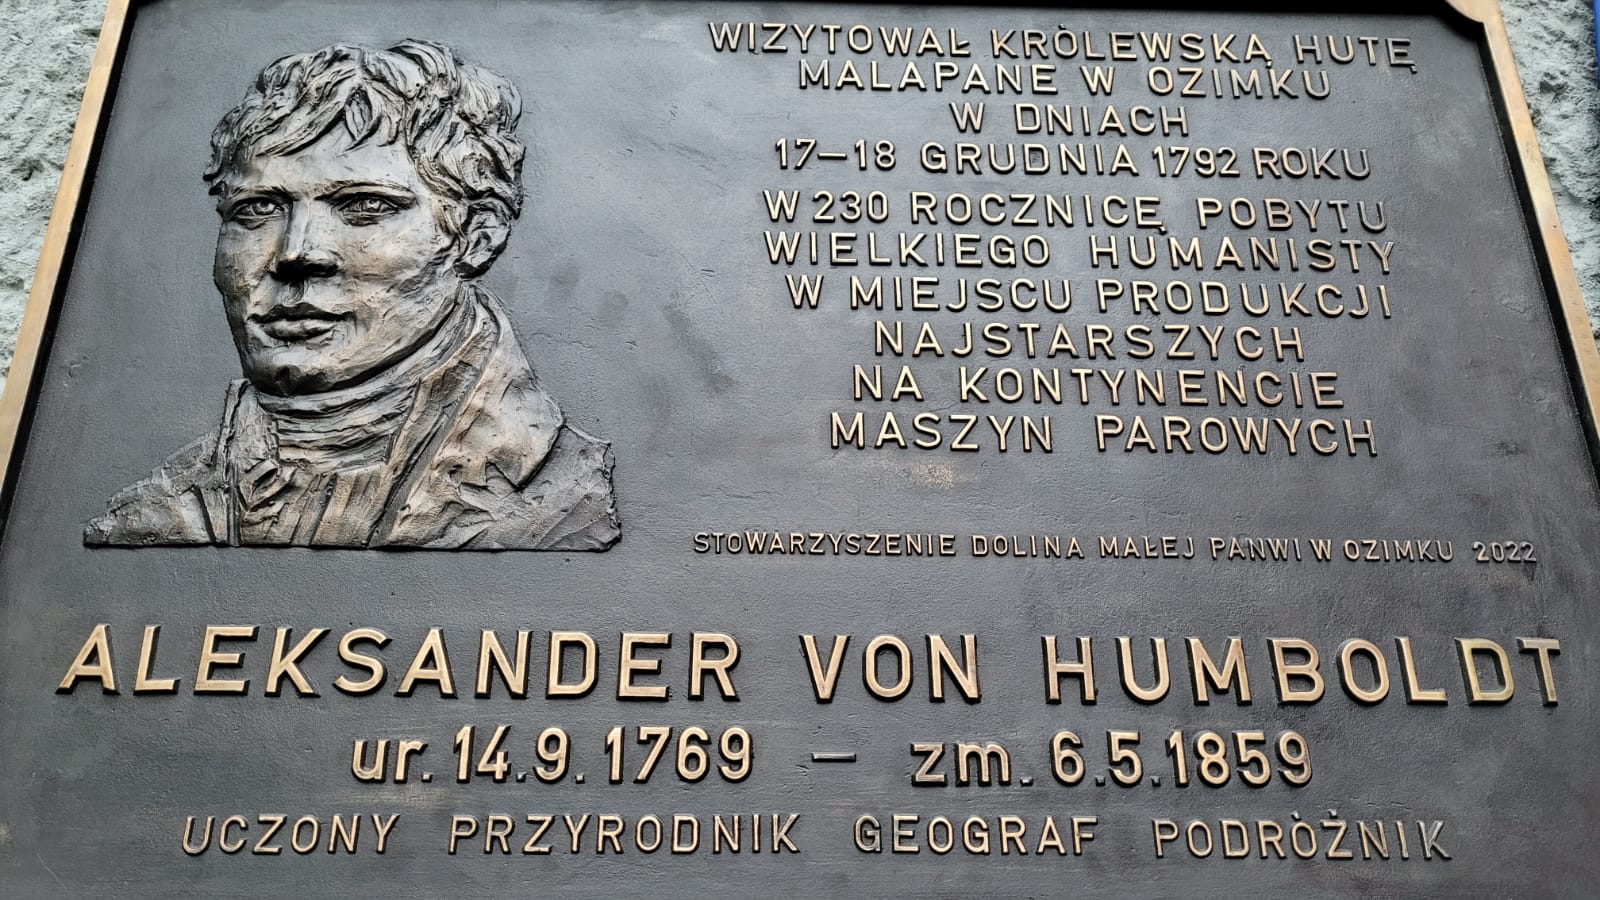 WIZYTOWAŁ KRÒLEWSKĄ HUTĘ
MALAPANE W OZIMKU
W DNIACH
17–18 GRUDNIA 1792 ROKU
W 230 ROCZNICĘ POBYTU
WIELKIEGO HUMANISTY
W MIEJSCU PRODUKCJI
NAJSTARSZYCH
NA KONTYNENCIE
MASZYN PAROWYCH
STOWARZYSZENIE DOLINA MAŁEJ PANWI W OZIMKU 2022
ALEKSANDER VON HUMBOLDT
ur. 14.9.1769 – zm. 6.5.1859
UCZONY PRZYRODNIK GEOGRAF PODRÒŻNIK